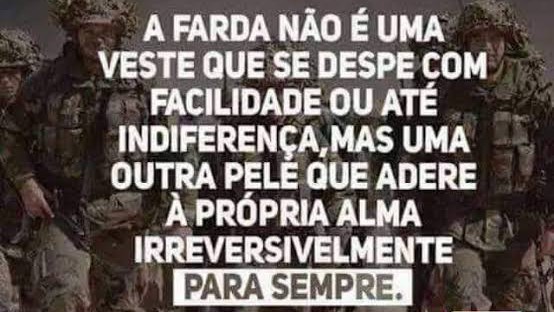 A FARDA NÃO É UMA
VESTE QUE SE DESPE COM
FACILIDADE OU ATÉ
INDIFERENÇA,MAS UMA
OUTRA PELE QUE ADERE
À PRÓPRIA ALMA
IRREVERSIVELMENTE
PARA SEMPRE.